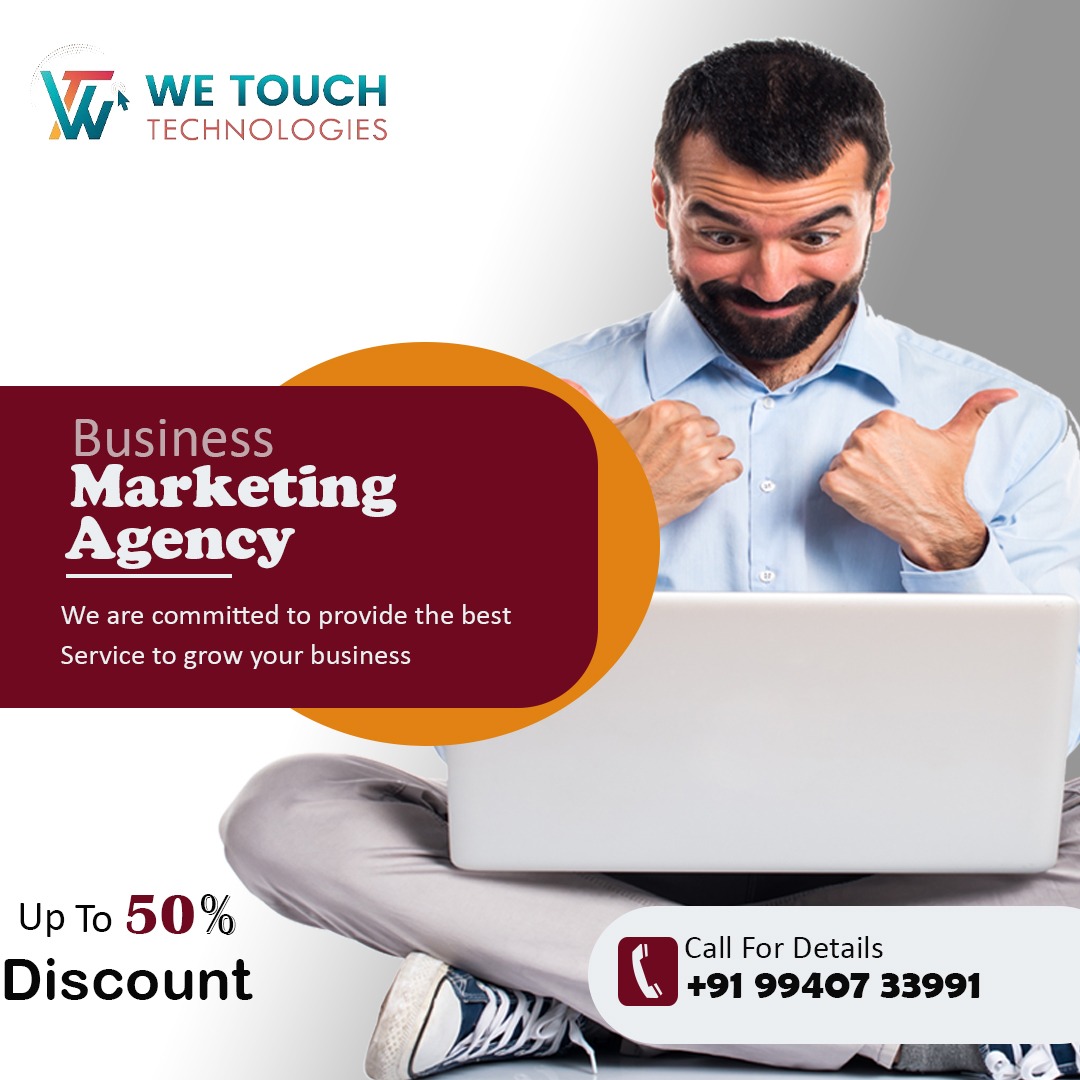 WE TOUCH
TECHNOLOGIES
Business
Marketing
Agency
We are committed to provide the best
Service to grow your business
Up To 50%
Discount
Call For Details
+91 99407 33991